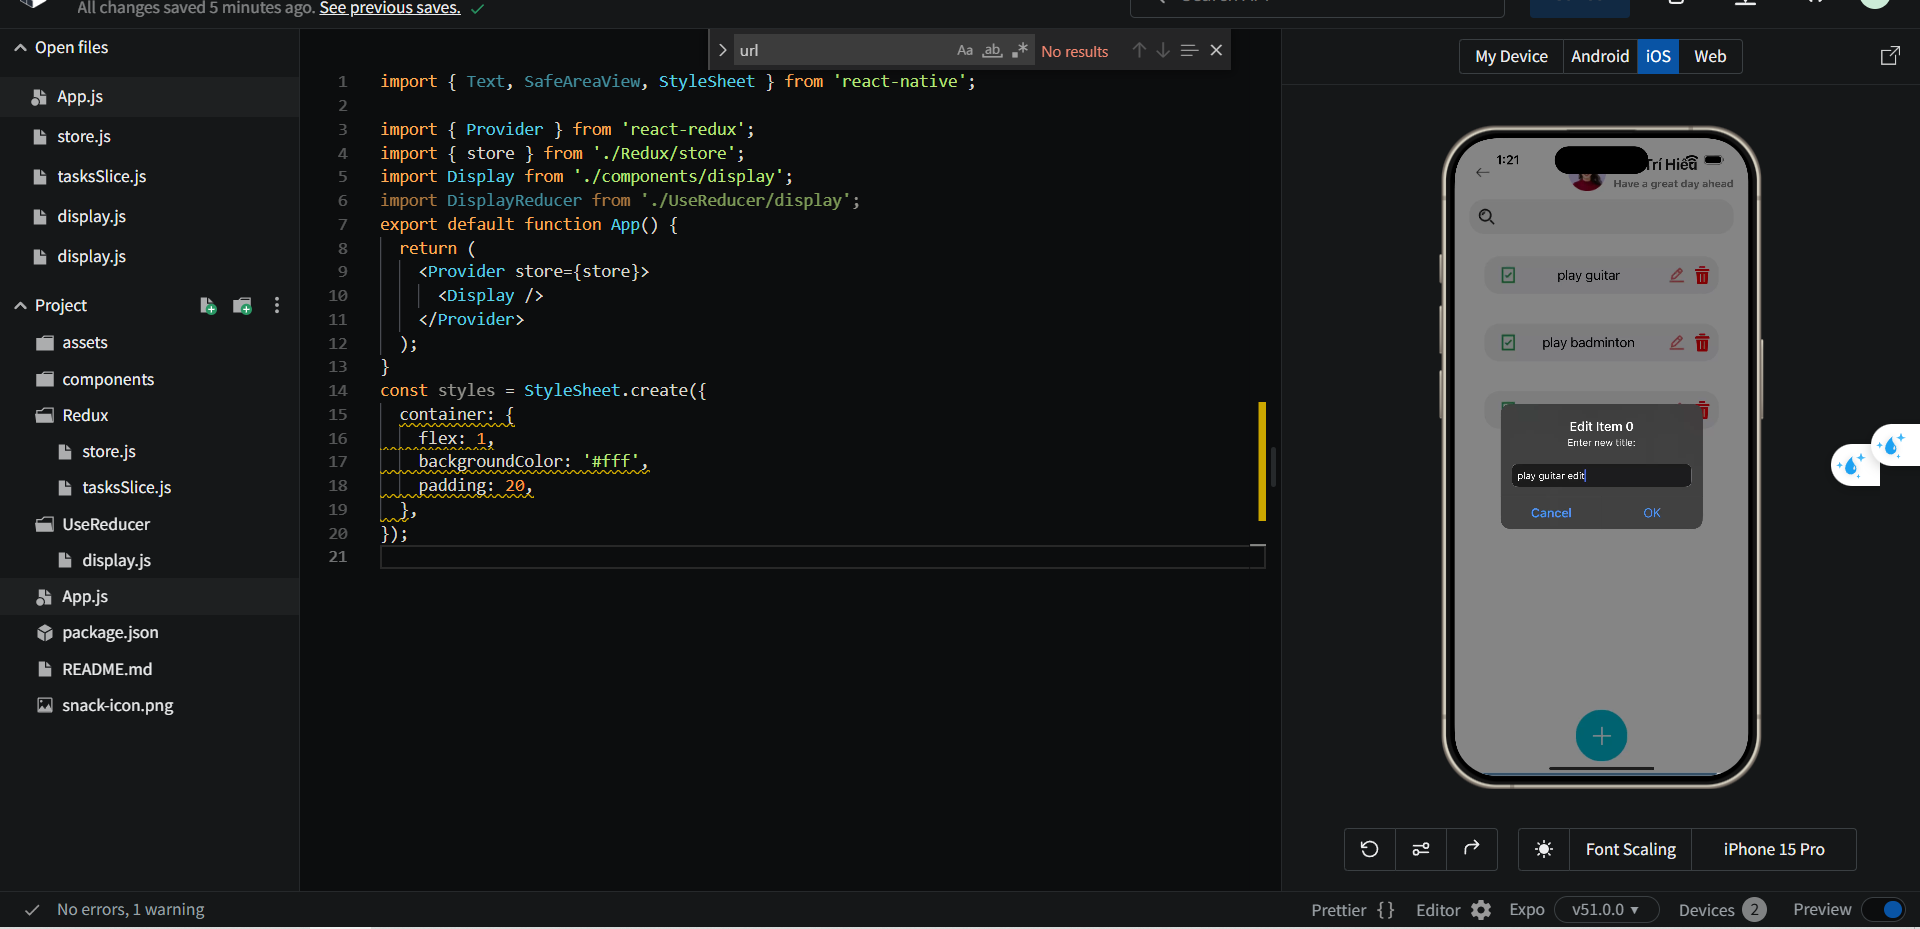 All changes saved 5 minutes ago. See previous saves.
Open files
App.js
store.js
tasksSlice.js
display.js
display.js
Project
assets
components
Redux
store.js
tasksSlice.js
UseReducer
display.js
App.js
package.json
README.md
snack-icon.png
url
Aa ab .* No results
1 import { Text, SafeAreaView, StyleSheet } from 'react-native';
2
3 import { Provider } from 'react-redux';
4 import { store } from './Redux/store';
5 import Display from './components/display';
6 import DisplayReducer from './UseReducer/display';
7 export default function App() {
8 return (
9 <Provider store={store}>
10 <Display />
11 </Provider>
12 );
13 }
14 const styles = StyleSheet.create({
15 container: {
16 flex: 1,
17 backgroundColor: '#fff',
18 padding: 20,
19 },
20 });
21
My Device Android iOS Web
1:21
Trí Hiếu
Have a great day ahead
play guitar
play badminton
Edit Item 0
Enter new title:
play guitar edit
Cancel OK
Font Scaling iPhone 15 Pro
No errors, 1 warning
Prettier {} Editor Expo v51.0.0 Devices 2 Preview